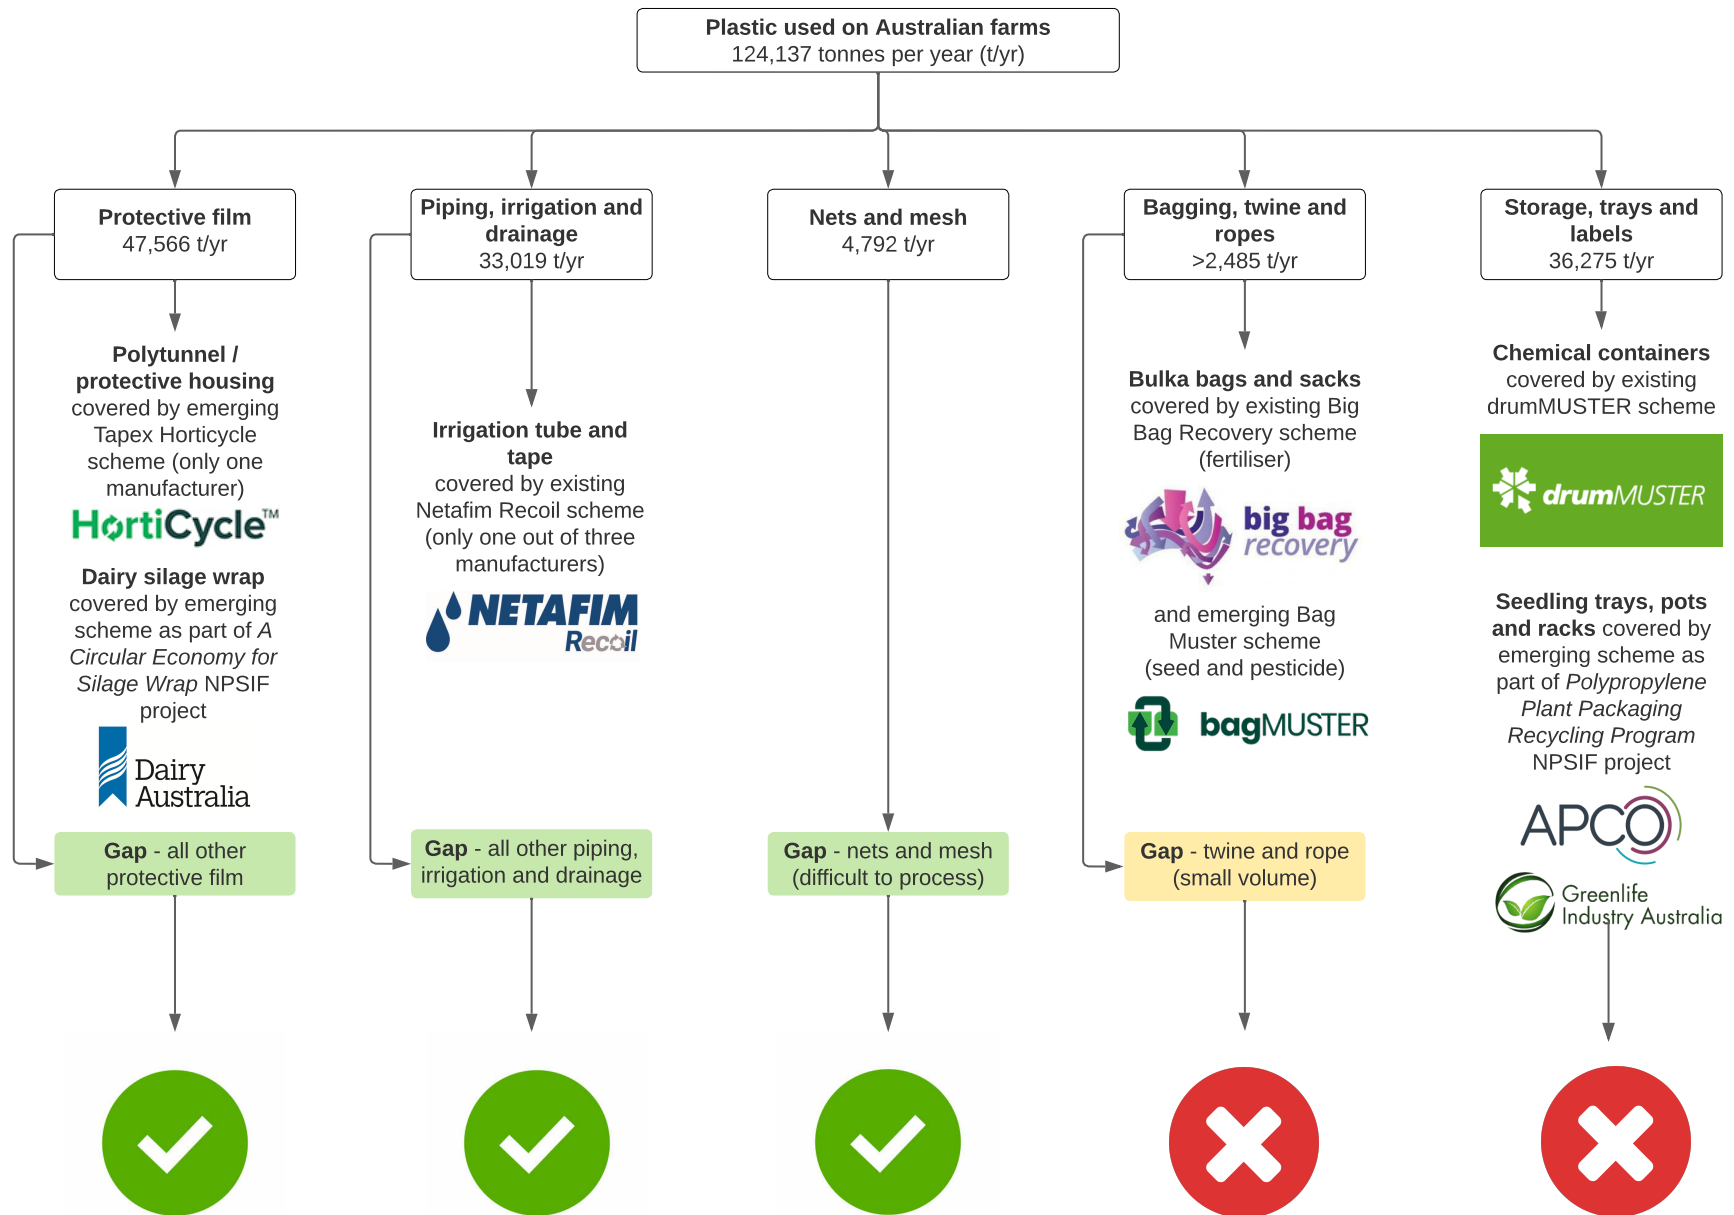 Plastic used on Australian farms
124,137 tonnes per year (t/yr)
Protective film
47,566 t/yr
Polytunnel /
protective housing
covered by emerging
Tapex Horticycle
scheme (only one
manufacturer)
HortiCycle™
Dairy silage wrap
covered by emerging
scheme as part of A
Circular Economy for
Silage Wrap NPSIF
project
Dairy
Australia
Gap - all other
protective film
Piping, irrigation and
drainage
33,019 t/yr
Irrigation tube and
tape
covered by existing
Netafim Recoil scheme
(only one out of three
manufacturers)
NETAFIM
Recoil
Gap - all other piping,
irrigation and drainage
Nets and mesh
4,792 t/yr
Gap - nets and mesh
(difficult to process)
Bagging, twine and
ropes
>2,485 t/yr
Bulka bags and sacks
covered by existing Big
Bag Recovery scheme
(fertiliser)
big bag
recovery
and emerging Bag
Muster scheme
(seed and pesticide)
bagMUSTER
Gap - twine and rope
(small volume)
Storage, trays and
labels
36,275 t/yr
Chemical containers
covered by existing
drumMUSTER scheme
drumMUSTER
Seedling trays, pots
and racks covered by
emerging scheme as
part of Polypropylene
Plant Packaging
Recycling Program
NPSIF project
APCO
Greenlife
Industry Australia